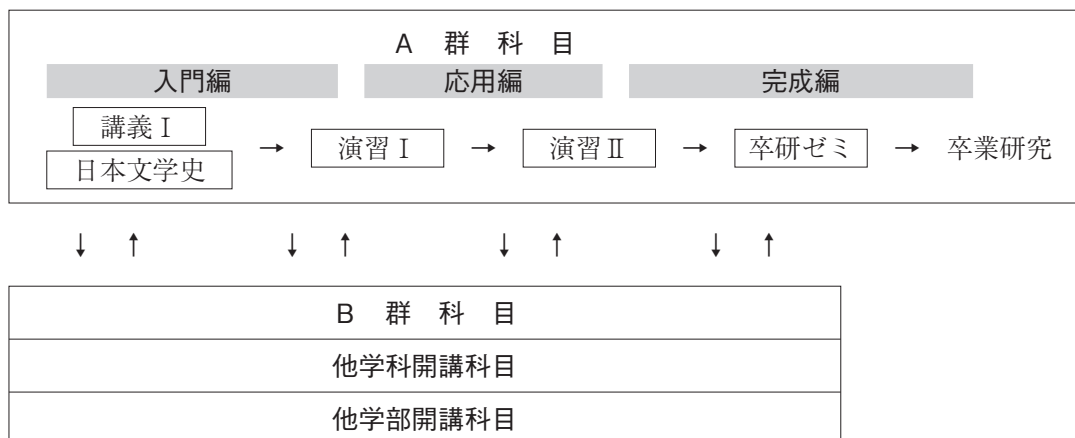 A 群 科 目
入門編 応用編 完成編
講義Ⅰ
日本文学史
→ 演習Ⅰ → 演習Ⅱ → 卒研ゼミ → 卒業研究
↓ ↑ ↓ ↑ ↓ ↑ ↓ ↑
B 群 科 目
他学科開講科目
他学部開講科目